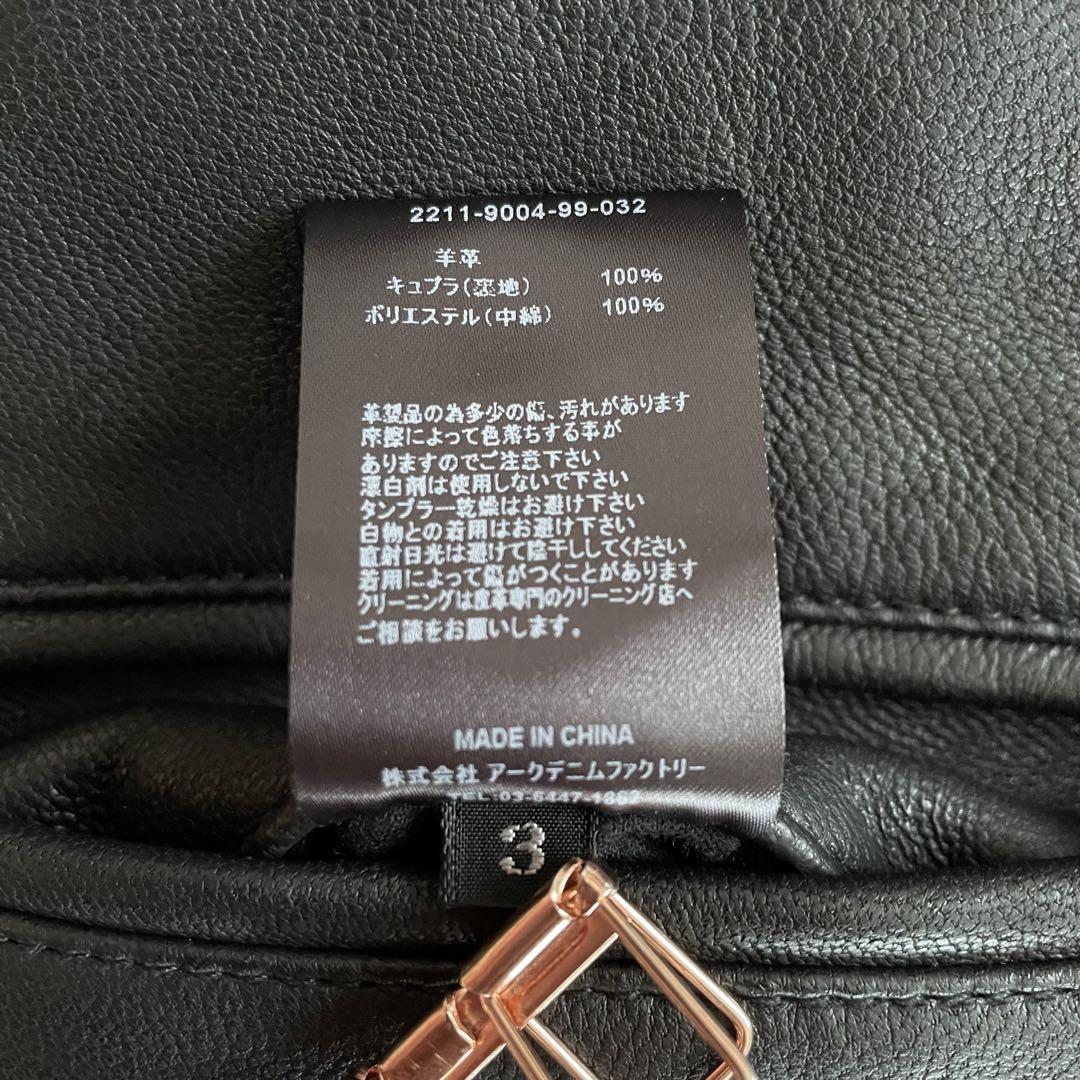 2211-9004-99-032
羊革
キュプラ(裏地) 100%
ポリエステル(中綿) 100%
革製品の為多少の傷、汚れがあります
摩擦によって色落ちする事が
ありますのでご注意下さい
漂白剤は使用しないで下さい
タンブラー乾燥はお避け下さい
白物との着用はお避け下さい
直射日光は避けて陰干ししてください
着用によって傷がつくことがあります
クリーニングは皮革専門のクリーニング店へ
ご相談をお願いします。
MADE IN CHINA
株式会社 アークデニムファクトリー
TEL
3